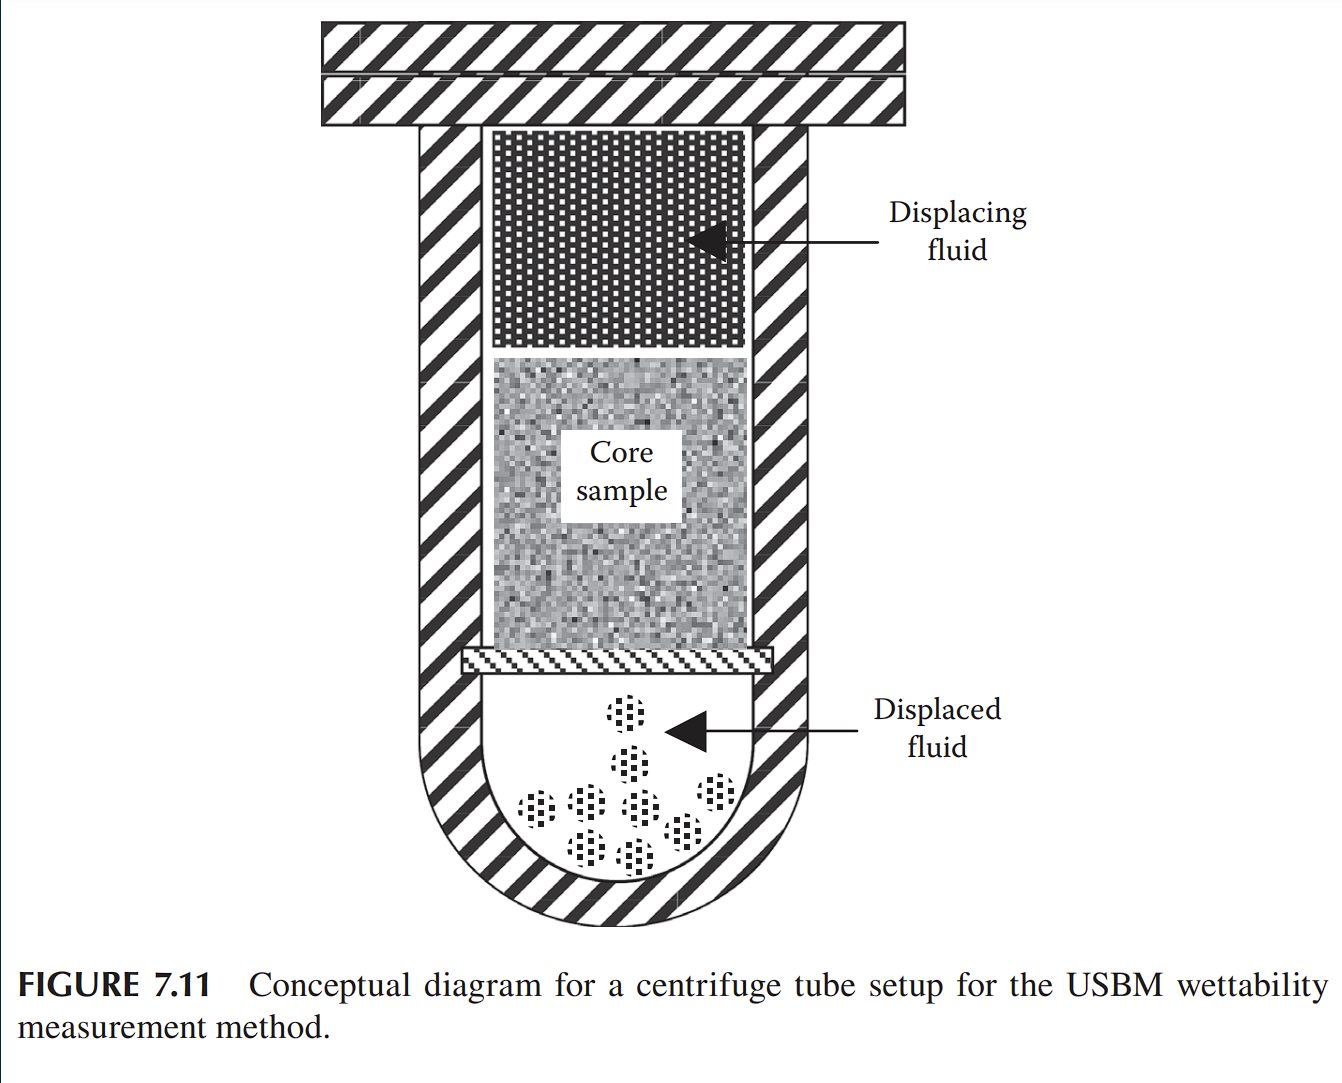 Displacing
fluid
Core
sample
Displaced
fluid
FIGURE 7.11 Conceptual diagram for a centrifuge tube setup for the USBM wettability
measurement method.